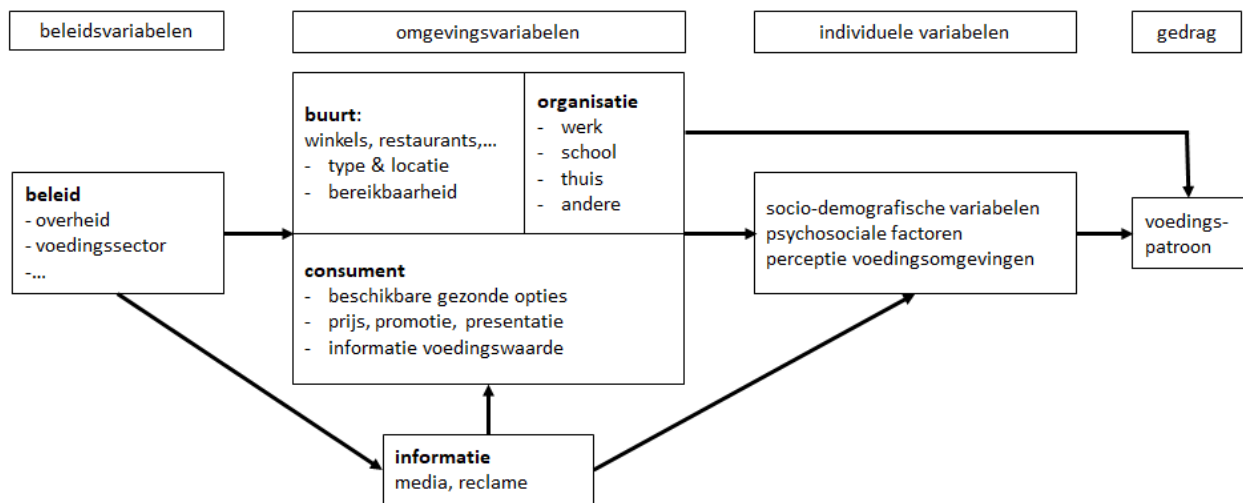 beleidsvariabelen
omgevingsvariabelen
individuele variabelen
gedrag
buurt:
winkels, restaurants,...
- type & locatie
- bereikbaarheid
organisatie
- werk
- school
- thuis
- andere
beleid
- overheid
- voedingssector
-...
consument
- beschikbare gezonde opties
- prijs, promotie, presentatie
- informatie voedingswaarde
socio-demografische variabelen
psychosociale factoren
perceptie voedingsomgevingen
voedings-
patroon
informatie
media, reclame